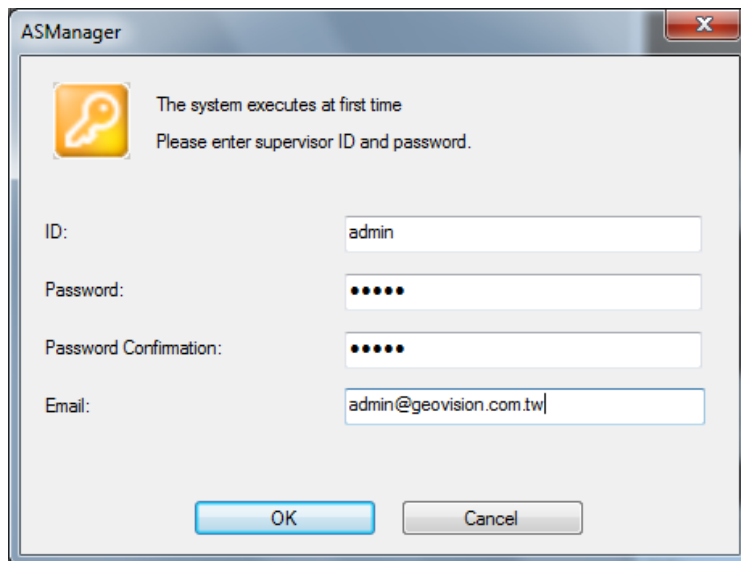 ASManager
The system executes at first time
Please enter supervisor ID and password.
ID:
admin
Password:
•••••
Password Confirmation:
•••••
Email:
admin@geovision.com.tw
OK
Cancel